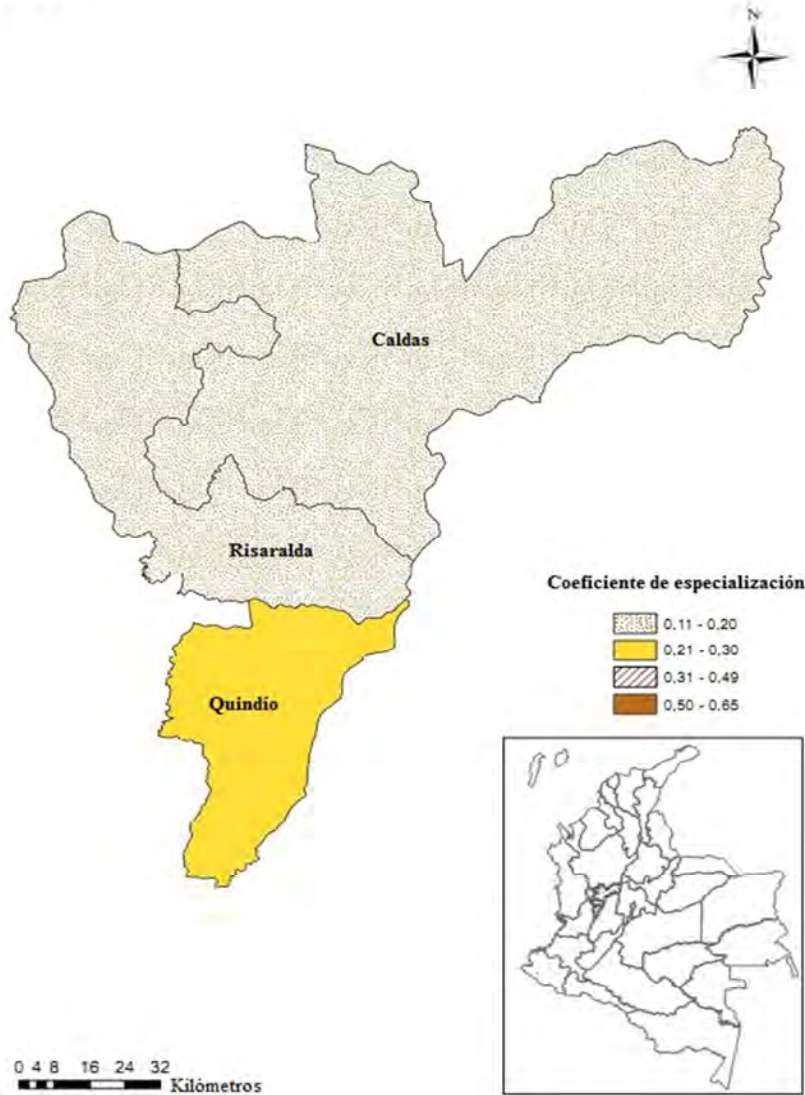 N
Caldas
Risaralda
Coeficiente de especialización
0,11 - 0,20
0,21 - 0,30
0,31 - 0,49
0,50 - 0,65
Quindío
0 4 8 16 24 32
Kilómetros